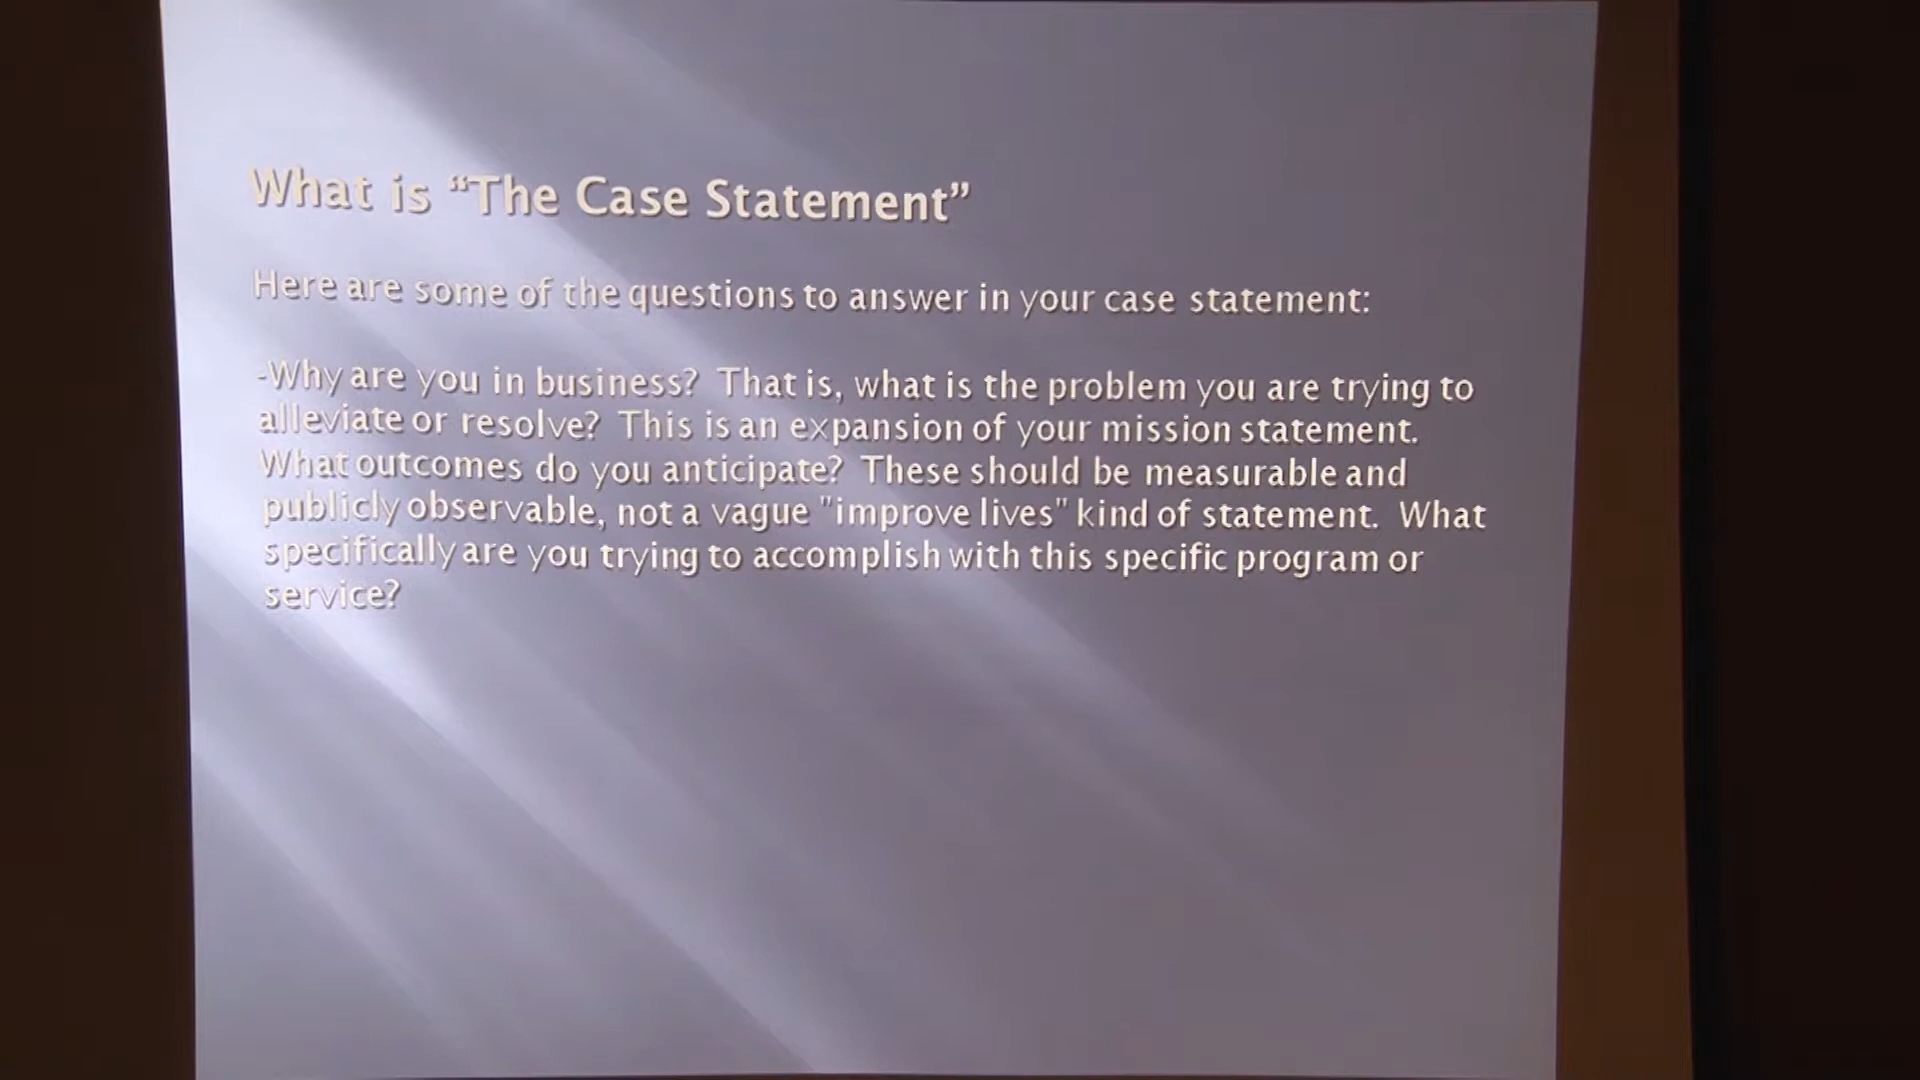 What is “The Case Statement”
Here are some of the questions to answer in your case statement:
-Why are you in business?  That is, what is the problem you are trying to
alleviate or resolve?  This is an expansion of your mission statement.
What outcomes do you anticipate?  These should be measurable and
publicly observable, not a vague "improve lives" kind of statement.  What
specifically are you trying to accomplish with this specific program or
service?